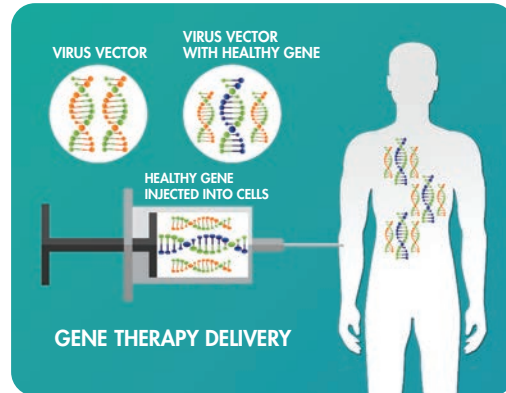 VIRUS VECTOR
VIRUS VECTOR
WITH HEALTHY GENE
HEALTHY GENE
INJECTED INTO CELLS
GENE THERAPY DELIVERY